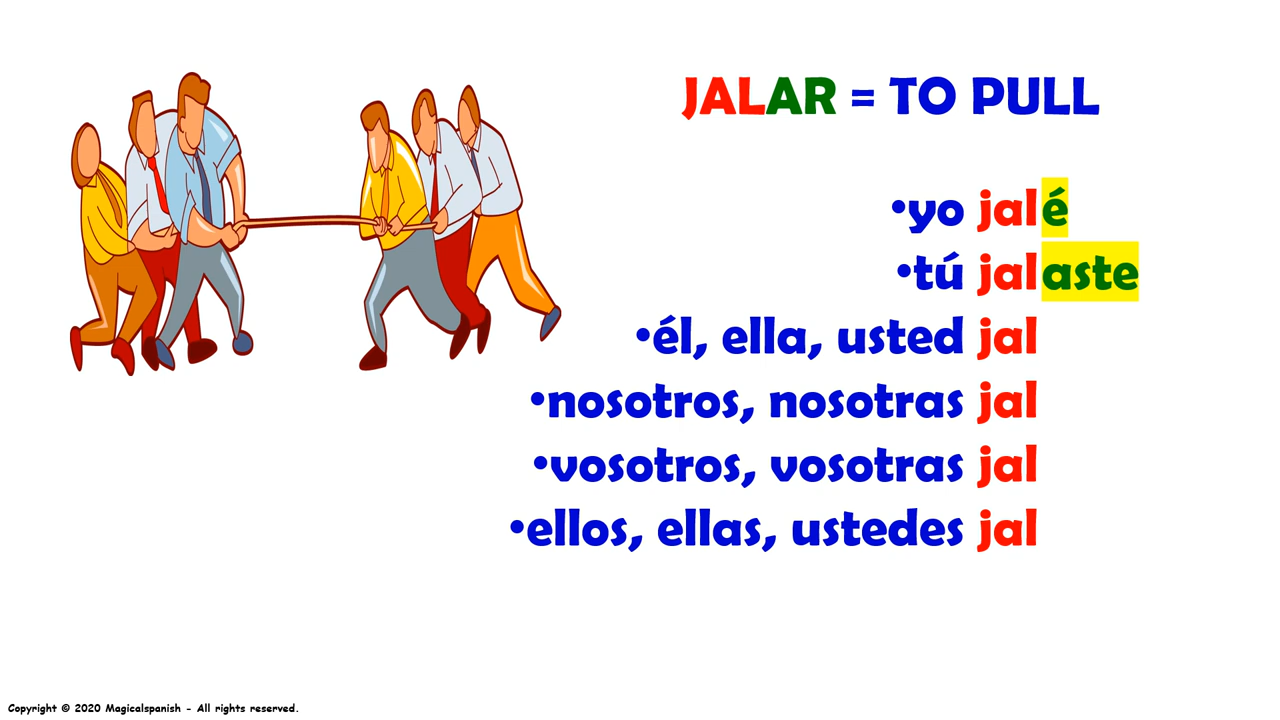 JALAR = TO PULL
•yo jalé
•tú jalaste
•él, ella, usted jal
•nosotros, nosotras jal
•vosotros, vosotras jal
•ellos, ellas, ustedes jal
Copyright © 2020 Magicalspanish - All rights reserved.